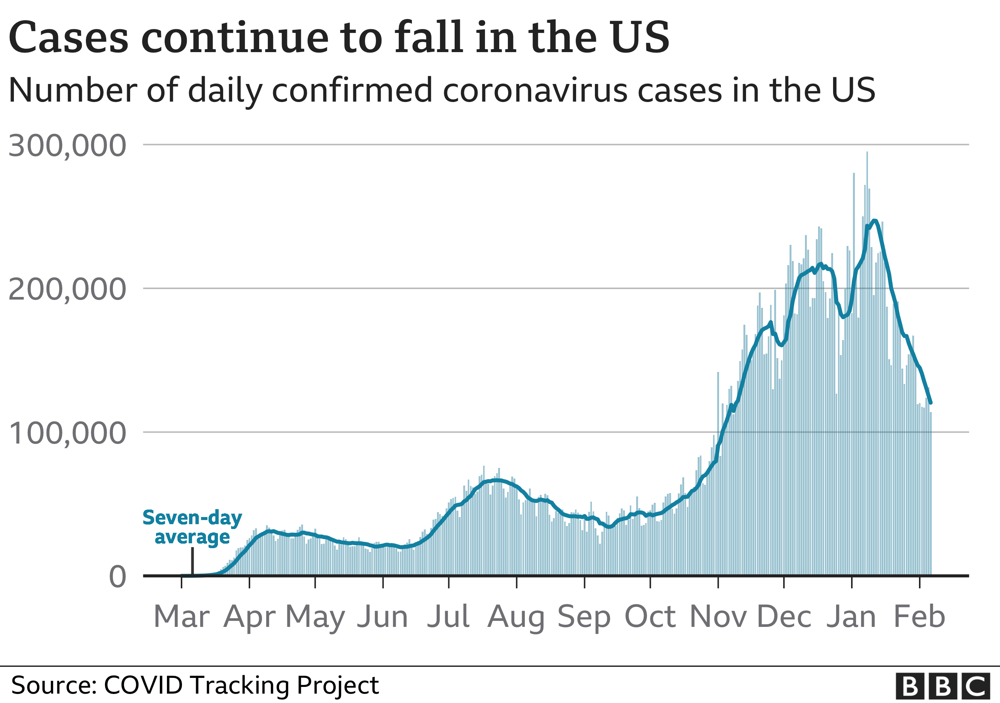 Cases continue to fall in the US
Number of daily confirmed coronavirus cases in the US
300,000
200,000
100,000
Seven-day
average
0
Mar Apr May Jun Jul Aug Sep Oct Nov Dec Jan Feb
Source: COVID Tracking Project
BBC